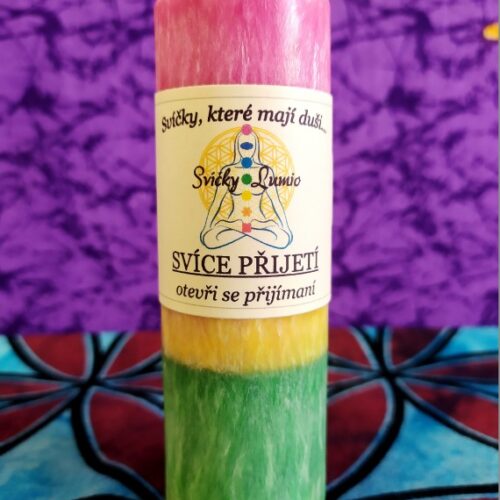 Svíčky, které mají duši...
Svíčky Lumio
SVÍCE PŘIJETÍ
otevři se přijímaní